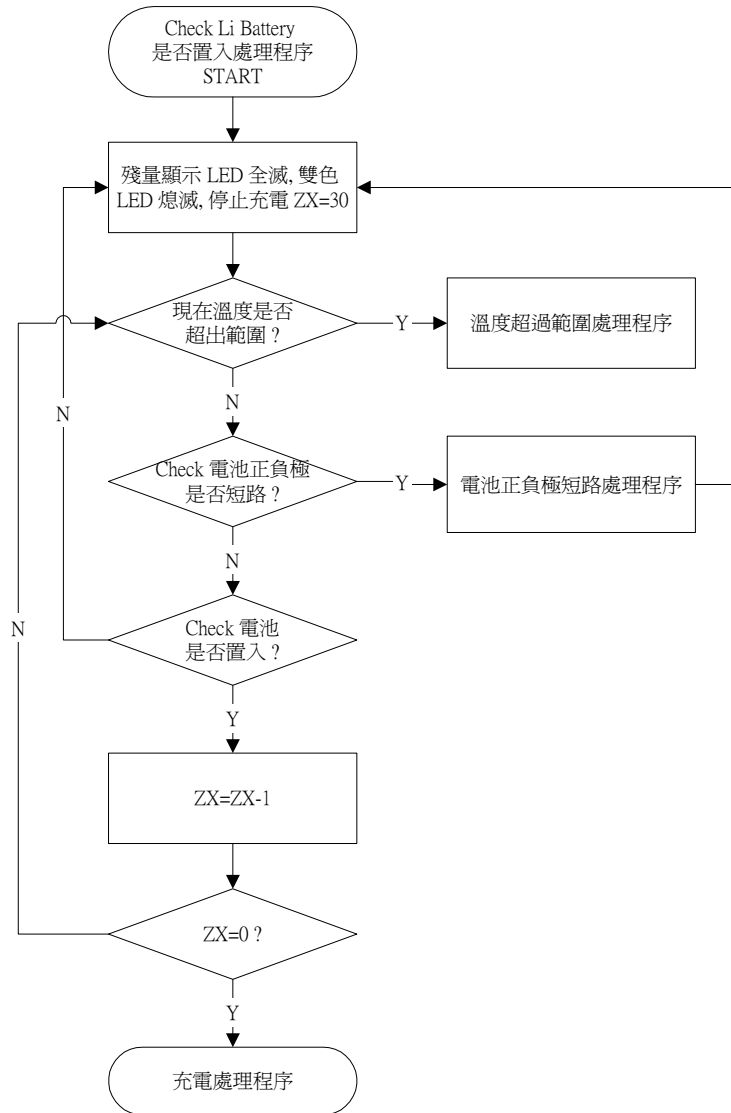 Check Li Battery
是否置入處理程序
START
殘量顯示 LED 全滅, 雙色
LED 熄滅, 停止充電 ZX=30
現在溫度是否
超出範圍 ?
Y
溫度超過範圍處理程序
N
N
Check 電池正負極
是否短路 ?
Y
電池正負極短路處理程序
N
N
Check 電池
是否置入 ?
Y
ZX=ZX-1
ZX=0 ?
Y
充電處理程序